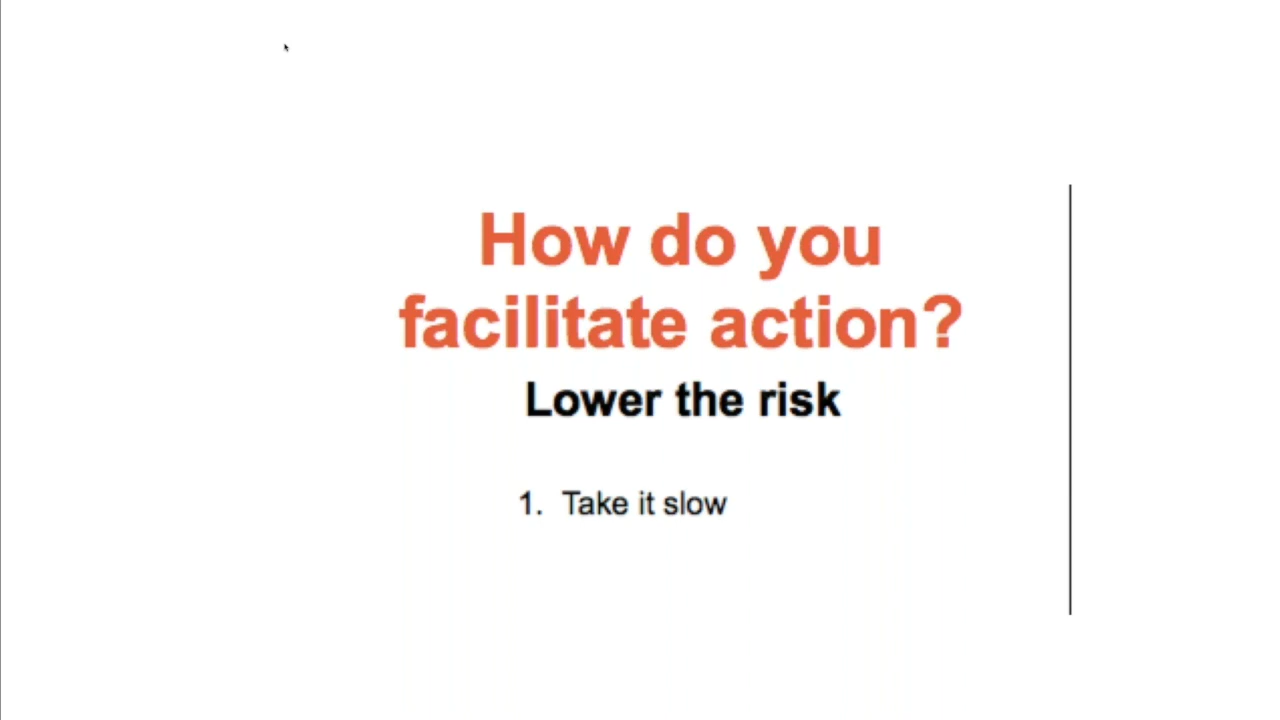 How do you
facilitate action?
Lower the risk
1. Take it slow